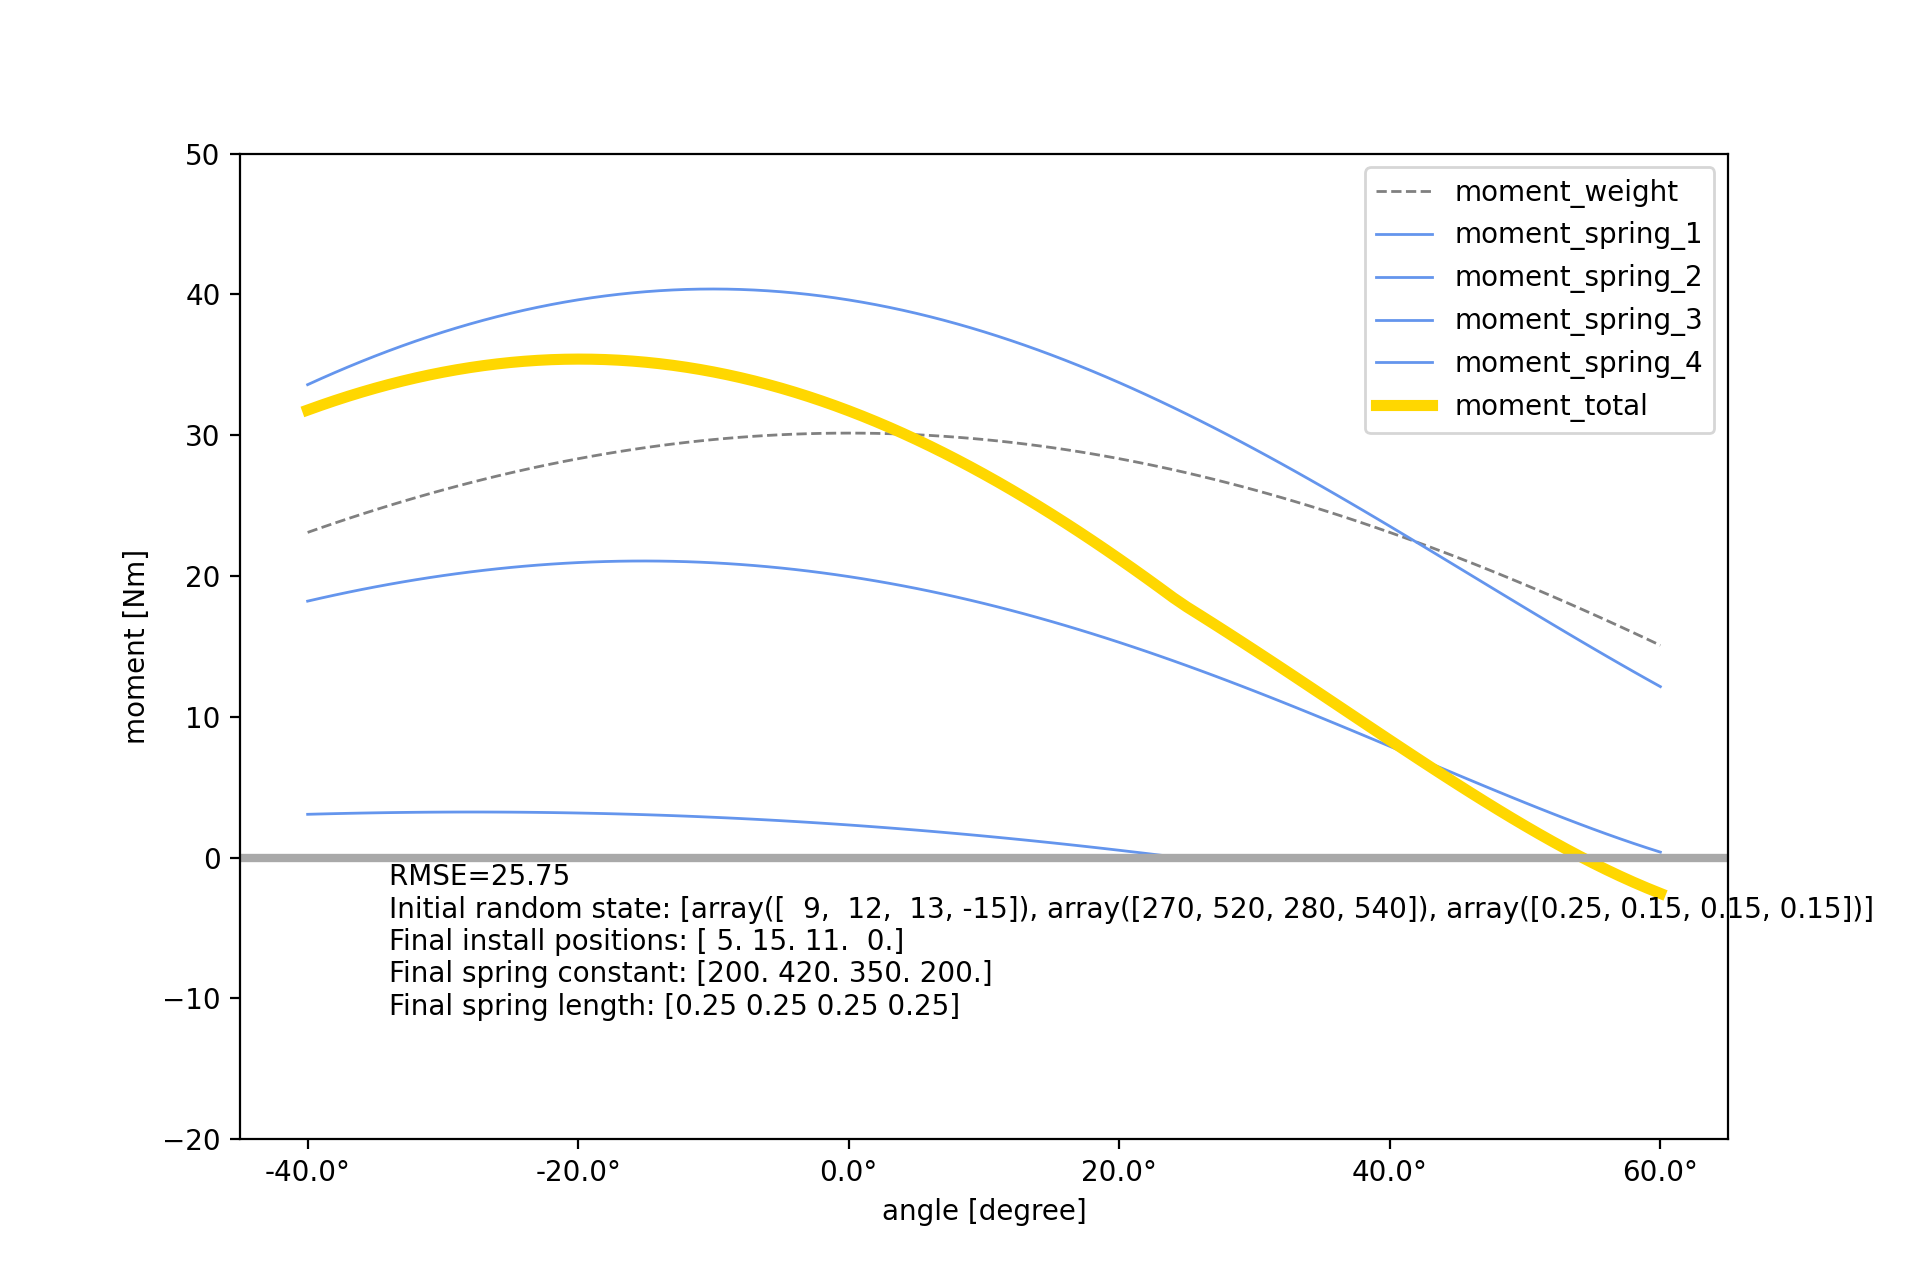 50
40
30
20
10
0
−10
−20
moment [Nm]
moment_weight
moment_spring_1
moment_spring_2
moment_spring_3
moment_spring_4
moment_total
RMSE=25.75
Initial random state: [array([  9,  12,  13, -15]), array([270, 520, 280, 540]), array([0.25, 0.15, 0.15, 0.15])]
Final install positions: [ 5. 15. 11.  0.]
Final spring constant: [200. 420. 350. 200.]
Final spring length: [0.25 0.25 0.25 0.25]
-40.0° -20.0° 0.0° 20.0° 40.0° 60.0°
angle [degree]